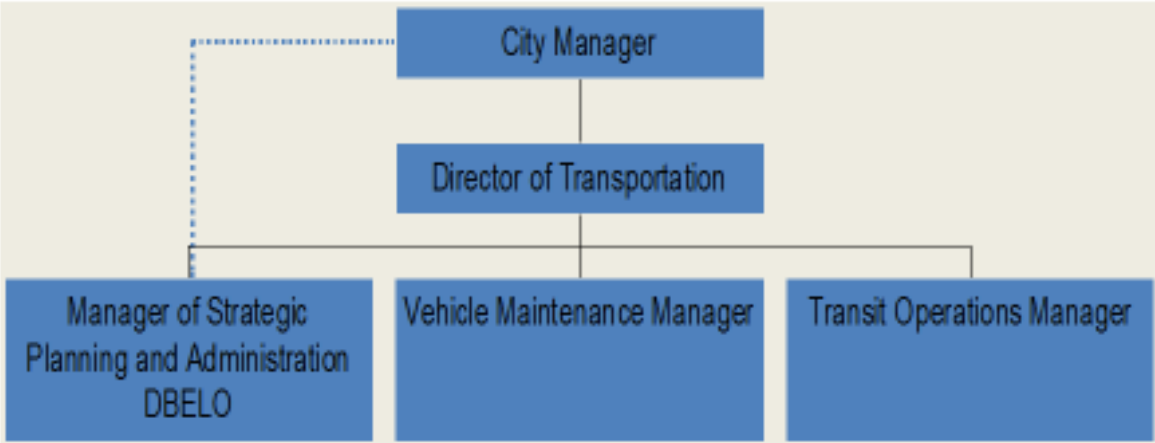 City Manager
Director of Transportation
Manager of Strategic
Planning and Administration
DBELO
Vehicle Maintenance Manager
Transit Operations Manager